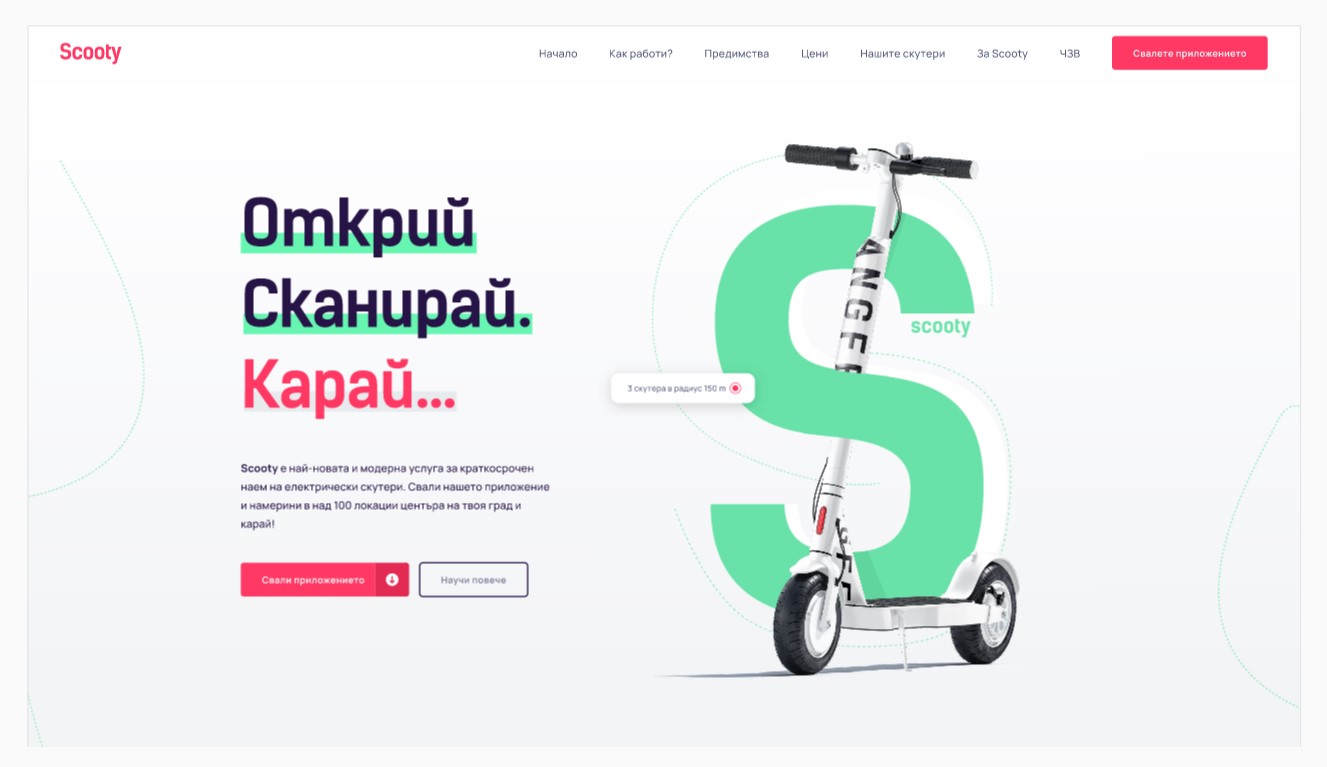 Scooty
Начало
Как работи?
Предимства
Цени
Нашите скутери
За Scooty
ЧЗВ
Свалете приложението
Открий
Сканирай.
Карай...
Scooty е най-новата и модерна услуга за краткосрочен
наем на електрически скутери. Свали нашето приложение
и намерини в над 100 локации центъра на твоя град и
карай!
Свали приложението
Научи повече
ANGE
scooty
3 скутера в радиус 150 m